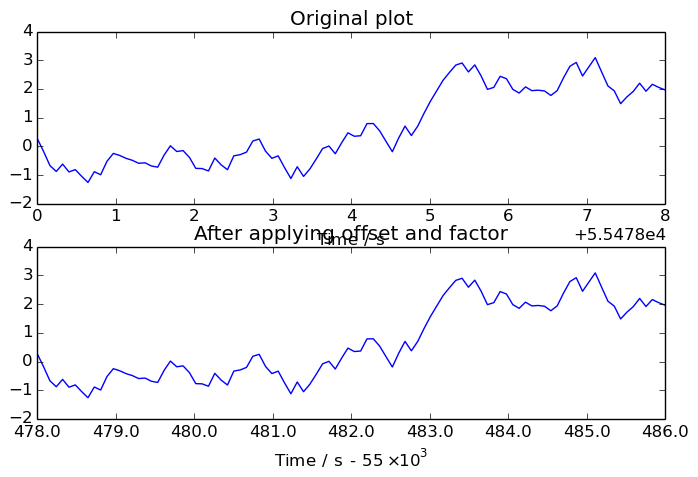 Original plot
4
3
2
1
0
−1
−2
0 1 2 3 4 5 6 7 8
Time / s
+5.5478e4
After applying offset and factor
4
3
2
1
0
−1
−2
478.0 479.0 480.0 481.0 482.0 483.0 484.0 485.0 486.0
Time / s - 55 ×10³